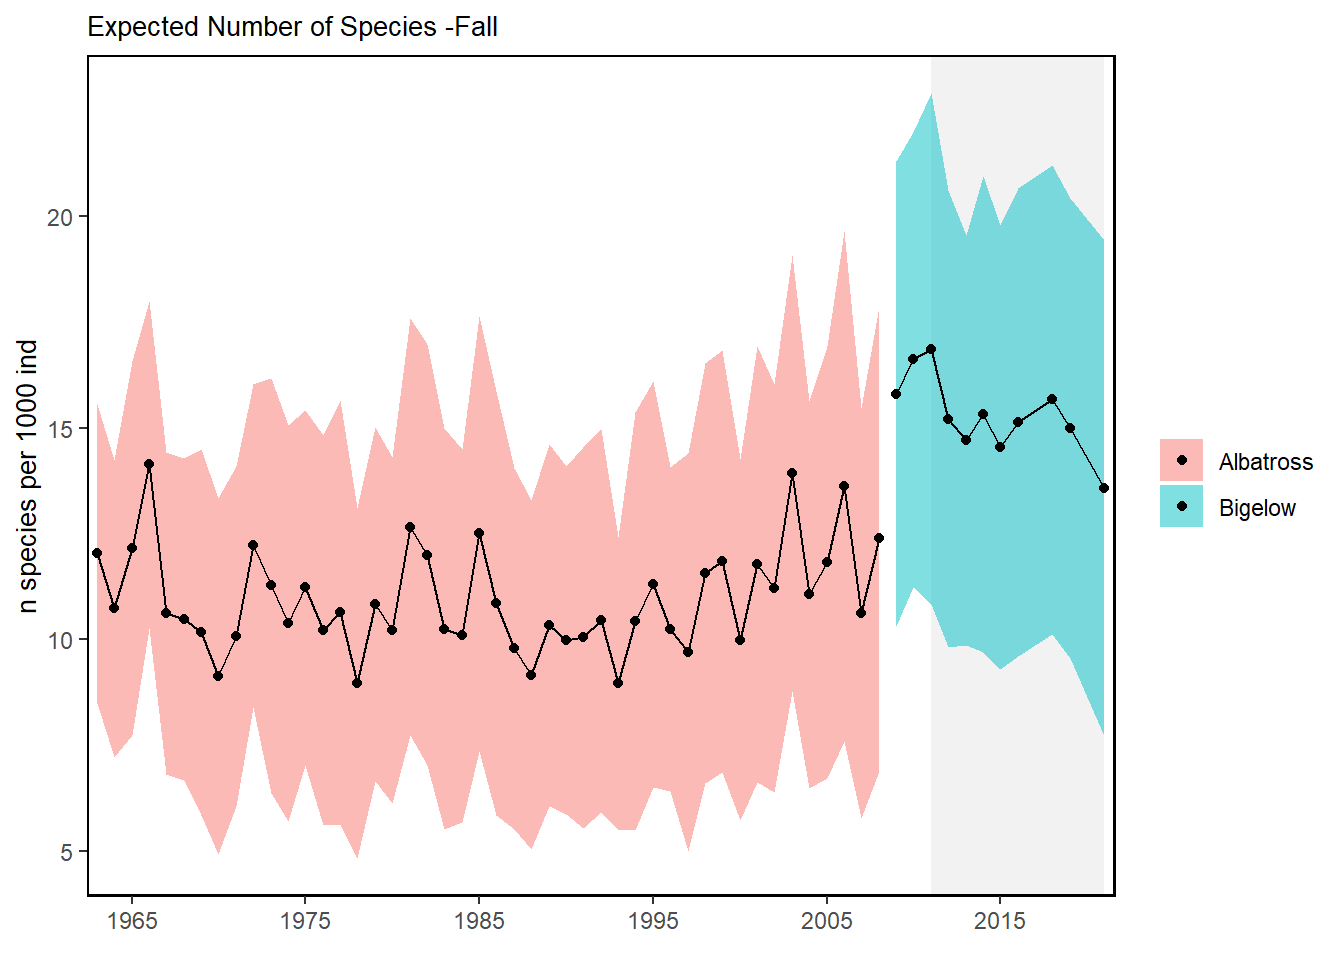 Expected Number of Species -Fall
n species per 1000 ind
20
15
10
5
1965 1975 1985 1995 2005 2015
Albatross
Bigelow